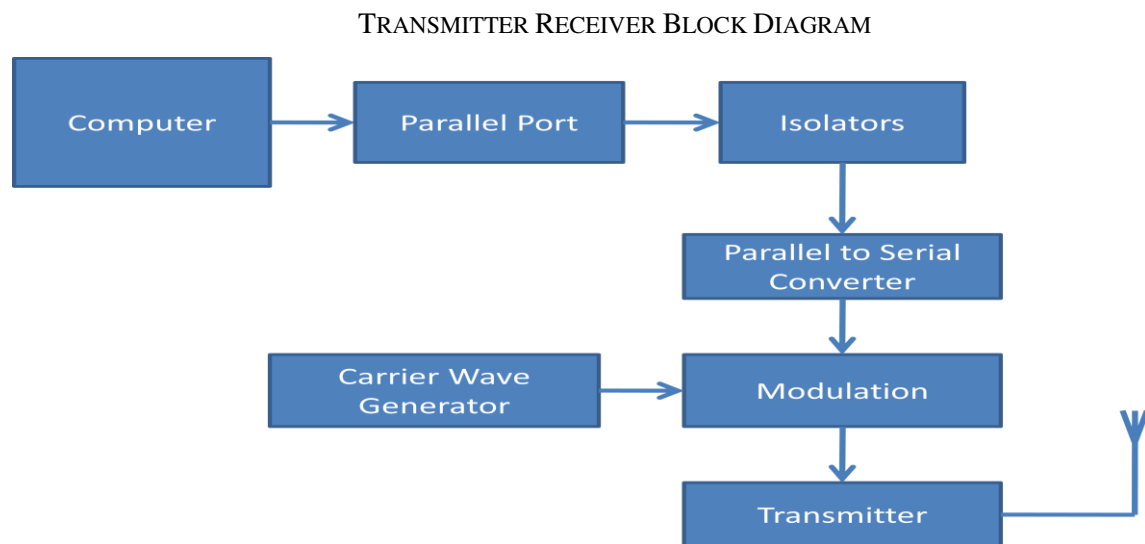 TRANSMITTER RECEIVER BLOCK DIAGRAM
Computer
Parallel Port
Isolators
Parallel to Serial
Converter
Carrier Wave
Generator
Modulation
Transmitter